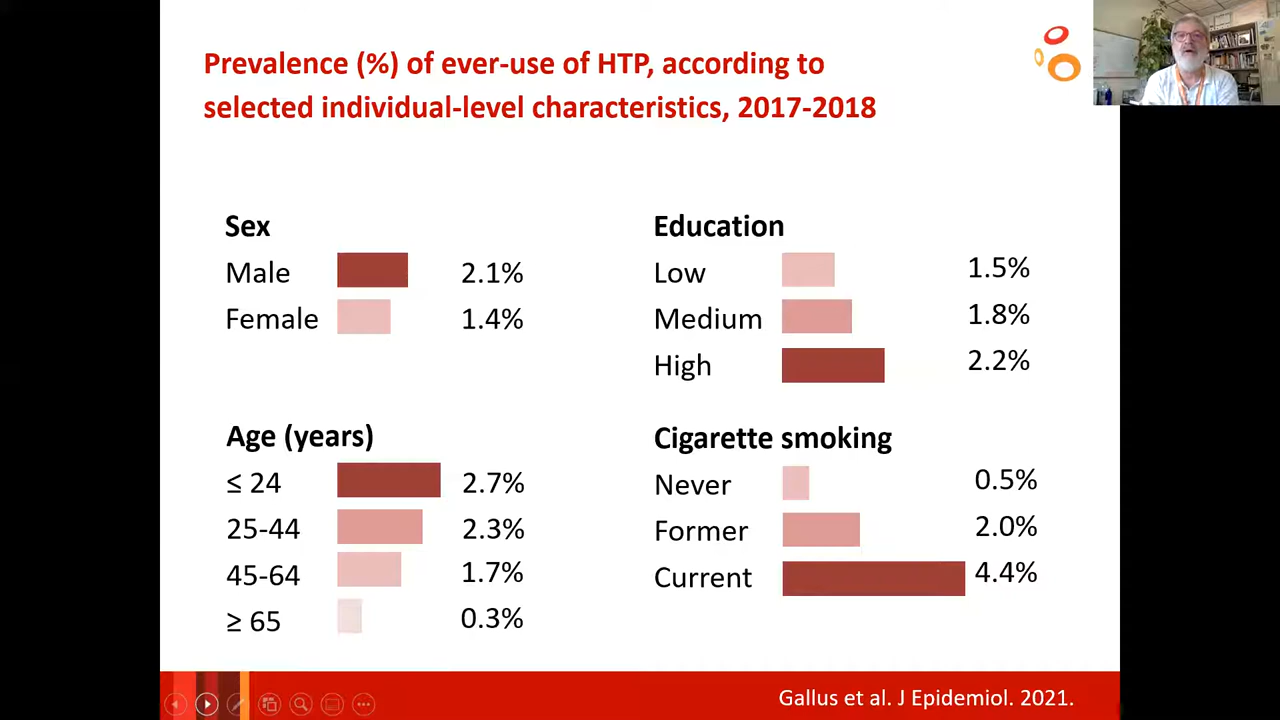 Prevalence (%) of ever-use of HTP, according to
selected individual-level characteristics, 2017-2018
Sex
Male 2.1%
Female 1.4%
Education
Low 1.5%
Medium 1.8%
High 2.2%
Age (years)
≤ 24 2.7%
25-44 2.3%
45-64 1.7%
≥ 65 0.3%
Cigarette smoking
Never 0.5%
Former 2.0%
Current 4.4%
Gallus et al. J Epidemiol. 2021.